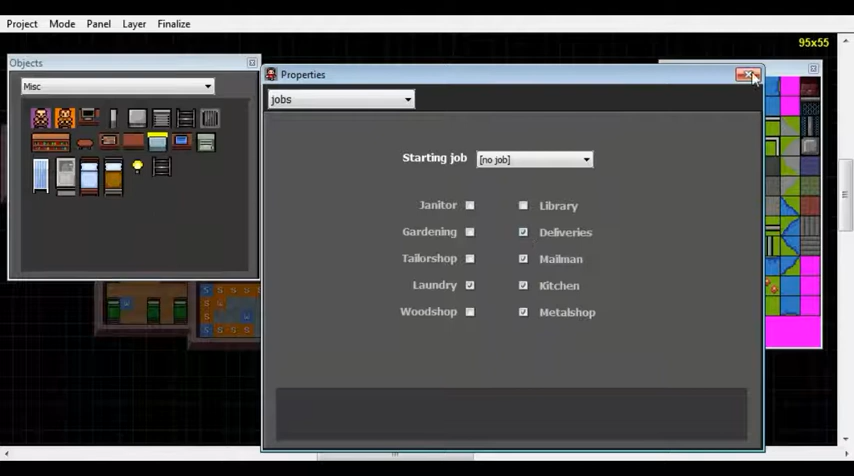 Project Mode Panel Layer Finalize
95x55
Objects
Misc
Properties
jobs
Starting job [no job]
Janitor Library
Gardening Deliveries
Tailorshop Mailman
Laundry Kitchen
Woodshop Metalshop